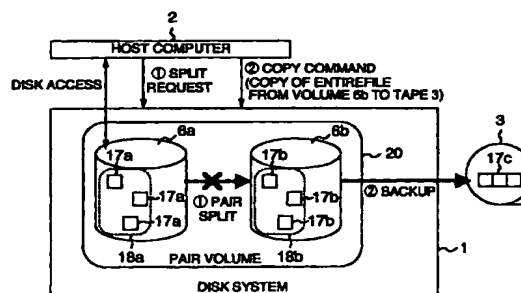 2
HOST COMPUTER
DISK ACCESS
① SPLIT
REQUEST
② COPY COMMAND
(COPY OF ENTIREFILE
FROM VOLUME 6b TO TAPE 3)
6a
6b
20
3
17a
17a
17a
17b
17b
17b
17c
① PAIR
SPLIT
② BACKUP
18a
PAIR VOLUME
18b
1
DISK SYSTEM